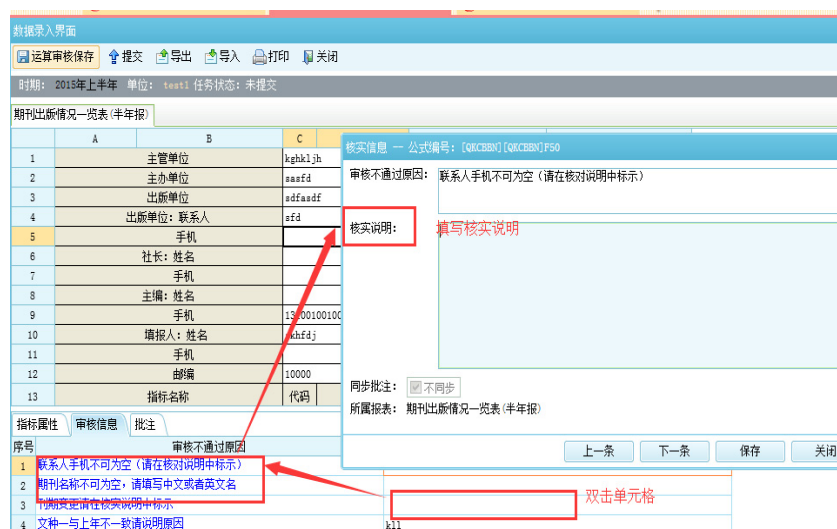 数据录入界面
运算审核保存 提交 导出 导入 打印 关闭
时期： 2015年上半年 单位： test1 任务状态：未提交
期刊出版情况一览表(半年报)
A B C
1 主管单位 kghkljh
2 主办单位 sasfd
3 出版单位 sdfasdf
4 出版单位：联系人 sfd
5 手机
6 社长：姓名
7 手机
8 主编：姓名
9 手机
10 填报人：姓名
11 手机
12 邮编 10000
13 指标名称 代码
核实信息 -- 公式编号：[QKCBBN][QKCBBN]F50
审核不通过原因： 联系人手机不可为空（请在核对说明中标示）
核实说明： 填写核实说明
同步批注： 不同步
所属报表： 期刊出版情况一览表(半年报)
上一条 下一条 保存 关闭
指标属性 审核信息 批注
序号 审核不通过原因
1 联系人手机不可为空（请在核对说明中标示）
2 期刊名称不可为空，请填写中文或者英文名
3 刊期变更请在核实说明中标示
4 文种一与上年不一致请说明原因 kll
双击单元格